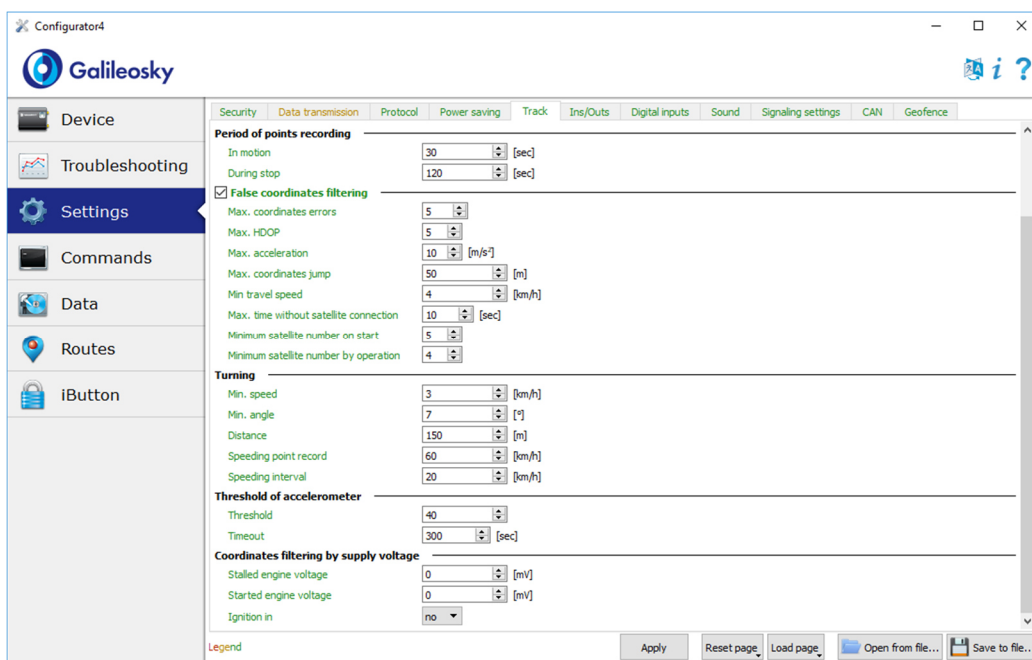 Configurator4
Galileosky
Device
Troubleshooting
Settings
Commands
Data
Routes
iButton
Security Data transmission Protocol Power saving Track Ins/Outs Digital inputs Sound Signaling settings CAN Geofence
Period of points recording
In motion 30 [sec]
During stop 120 [sec]
False coordinates filtering
Max. coordinates errors 5
Max. HDOP 5
Max. acceleration 10 [m/s²]
Max. coordinates jump 50 [m]
Min travel speed 4 [km/h]
Max. time without satellite connection 10 [sec]
Minimum satellite number on start 5
Minimum satellite number by operation 4
Turning
Min. speed 3 [km/h]
Min. angle 7 [°]
Distance 150 [m]
Speeding point record 60 [km/h]
Speeding interval 20 [km/h]
Threshold of accelerometer
Threshold 40
Timeout 300 [sec]
Coordinates filtering by supply voltage
Stalled engine voltage 0 [mV]
Started engine voltage 0 [mV]
Ignition in no
Legend Apply Reset page Load page Open from file... Save to file...